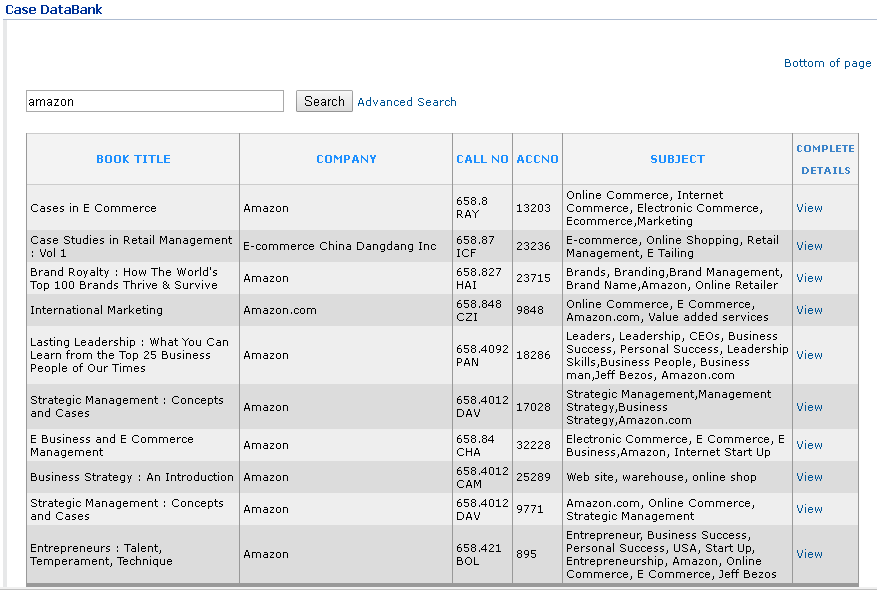 Case DataBank
Bottom of page
amazon Search Advanced Search
BOOK TITLE COMPANY CALL NO ACCNO SUBJECT COMPLETE DETAILS
Cases in E Commerce Amazon 658.8 RAY 13203 Online Commerce, Internet Commerce, Electronic Commerce, Ecommerce,Marketing View
Case Studies in Retail Management : Vol 1 E-commerce China Dangdang Inc 658.87 ICF 23236 E-commerce, Online Shopping, Retail Management, E Tailing View
Brand Royalty : How The World's Top 100 Brands Thrive & Survive Amazon 658.827 HAI 23715 Brands, Branding,Brand Management, Brand Name,Amazon, Online Retailer View
International Marketing Amazon.com 658.848 CZI 9848 Online Commerce, E Commerce, Amazon.com, Value added services View
Lasting Leadership : What You Can Learn from the Top 25 Business People of Our Times Amazon 658.4092 PAN 18286 Leaders, Leadership, CEOs, Business Success, Personal Success, Leadership Skills,Business People, Business man,Jeff Bezos, Amazon.com View
Strategic Management : Concepts and Cases Amazon 658.4012 DAV 17028 Strategic Management,Management Strategy,Business Strategy,Amazon.com View
E Business and E Commerce Management Amazon 658.84 CHA 32228 Electronic Commerce, E Commerce, E Business,Amazon, Internet Start Up View
Business Strategy : An Introduction Amazon 658.4012 CAM 25289 Web site, warehouse, online shop View
Strategic Management : Concepts and Cases Amazon 658.4012 DAV 9771 Amazon.com, Online Commerce, Strategic Management View
Entrepreneurs : Talent, Temperament, Technique Amazon 658.421 BOL 895 Entrepreneur, Business Success, Personal Success, USA, Start Up, Entrepreneurship, Amazon, Online Commerce, E Commerce, Jeff Bezos View